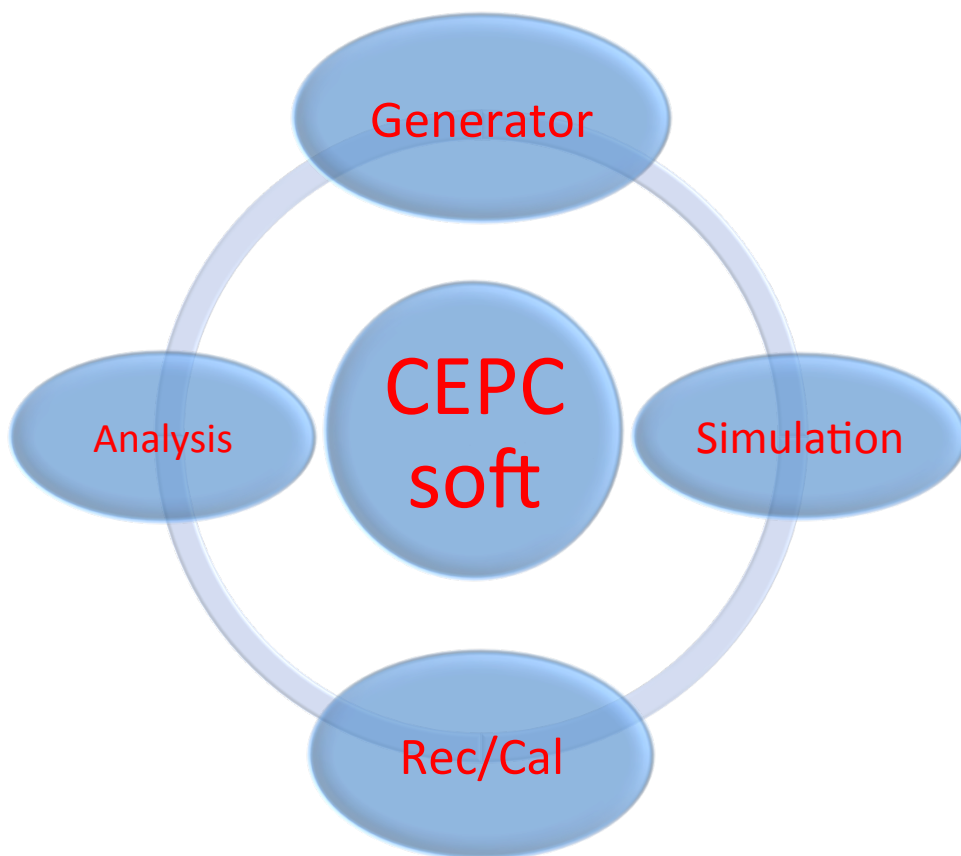 Generator
CEPC
soft
Analysis
Simulation
Rec/Cal